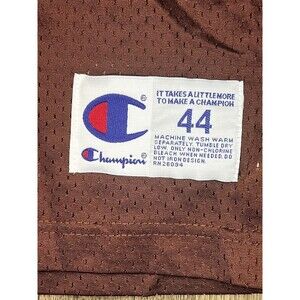 IT TAKES A LITTLE MORE
TO MAKE A CHAMPION
®
44
MACHINE WASH WARM
SEPARATELY. TUMBLE DRY
LOW. ONLY NON-CHLORINE
BLEACH WHEN NEEDED. DO
NOT IRON DESIGN.
RN 26094
Champion®